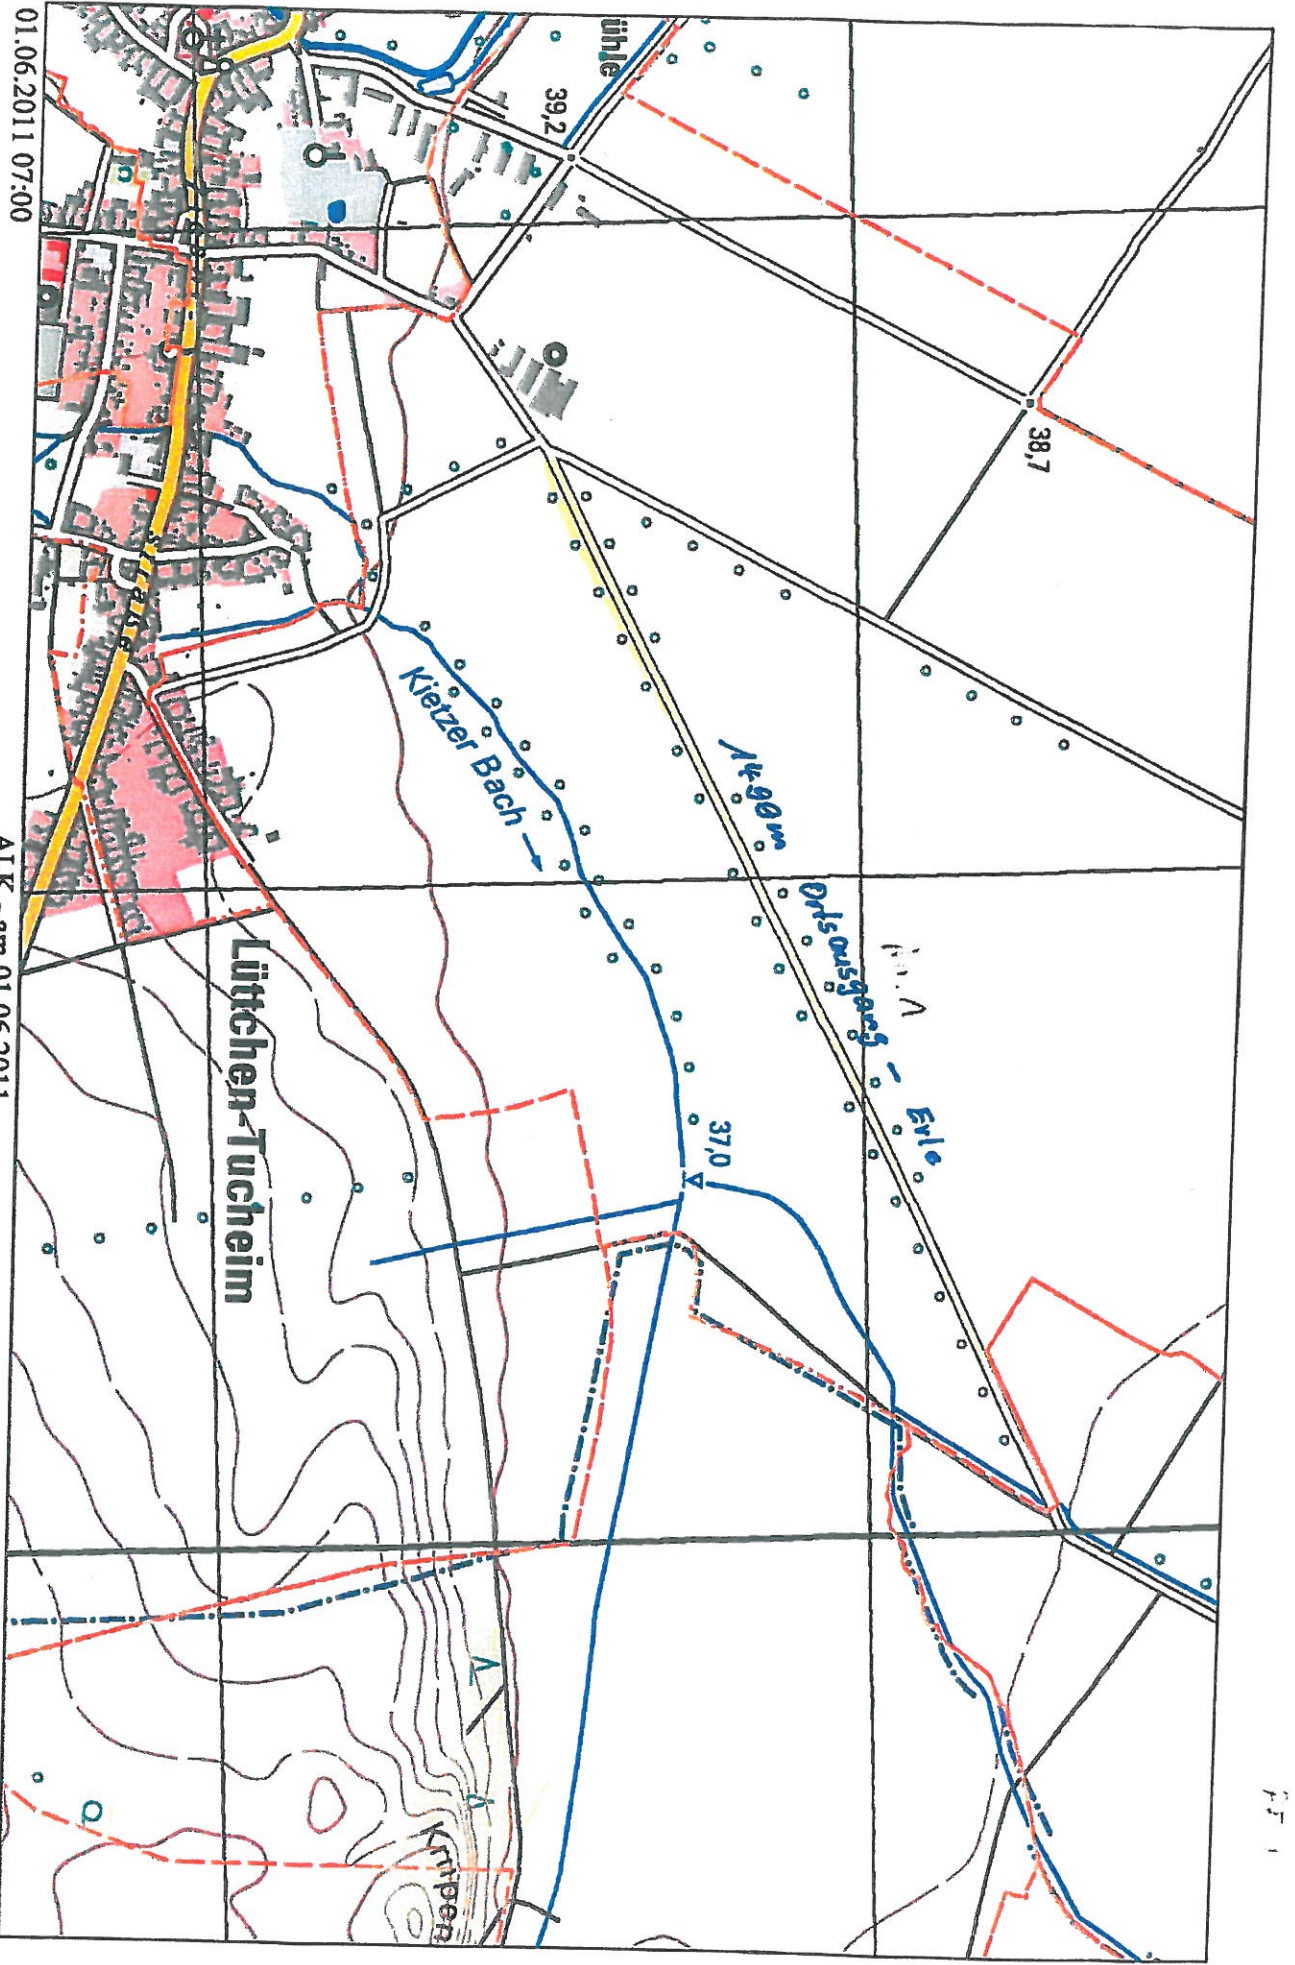 ühle
39,2
38,7
1490m
Ortsausgang – Erle
Kietzer Bach
37,0
Lüttchen-Tucheim
Knipen
01.06.2011 07:00